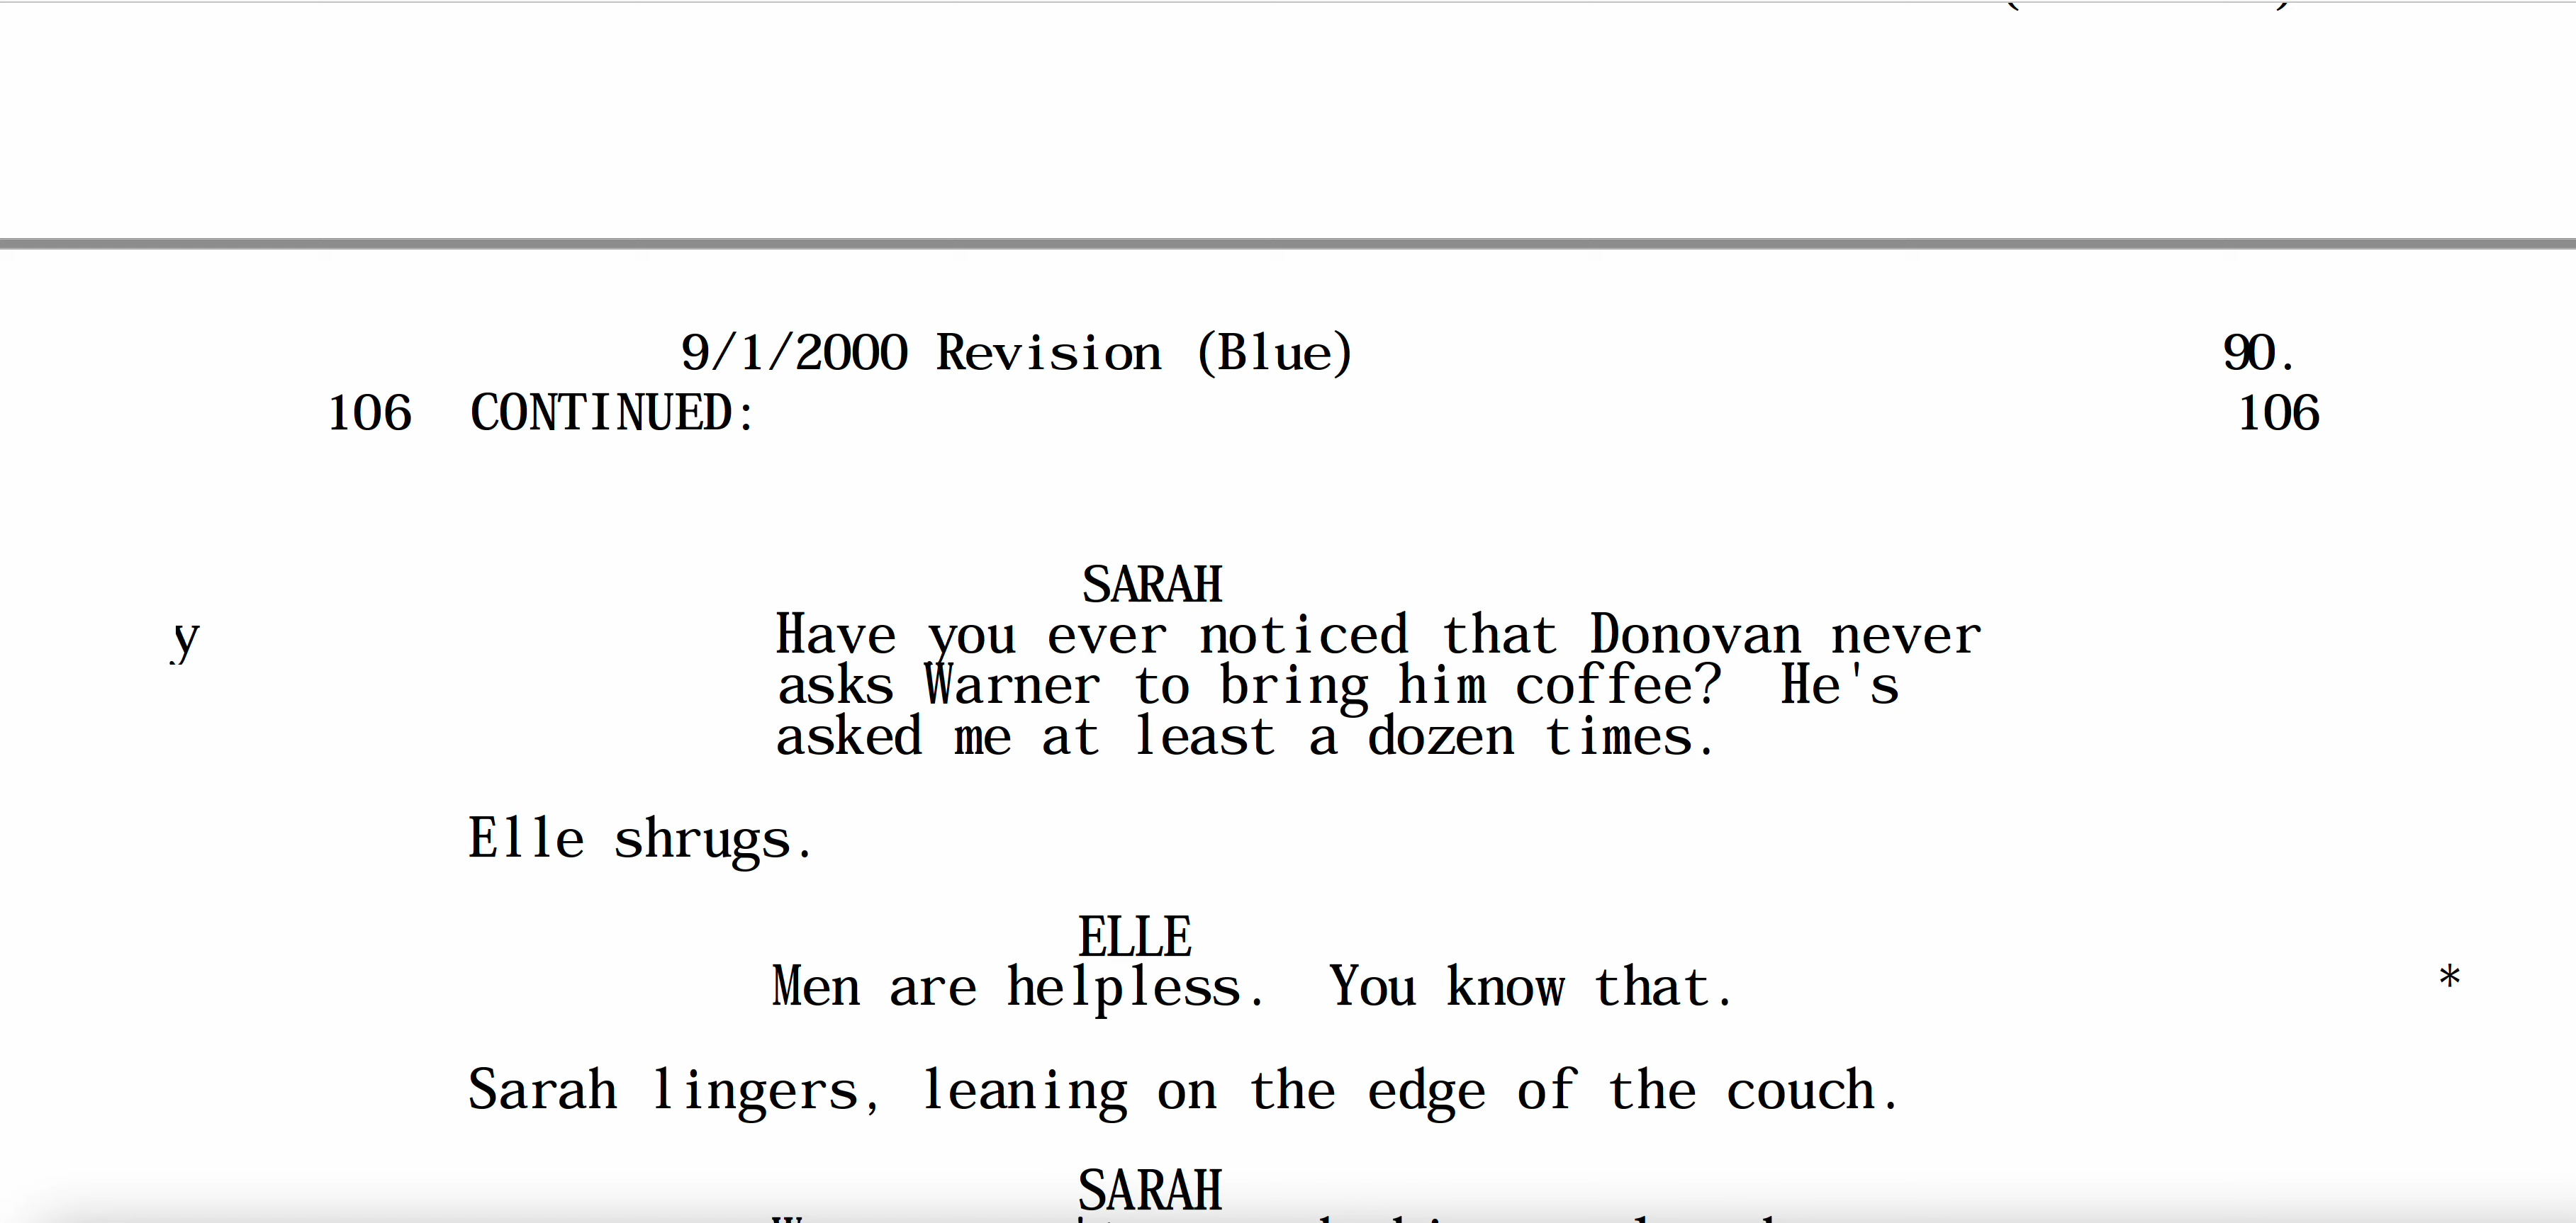 9/1/2000 Revision (Blue) 90.
106 CONTINUED: 106
SARAH
y Have you ever noticed that Donovan never
asks Warner to bring him coffee? He's
asked me at least a dozen times.
Elle shrugs.
ELLE
Men are helpless. You know that. *
Sarah lingers, leaning on the edge of the couch.
SARAH